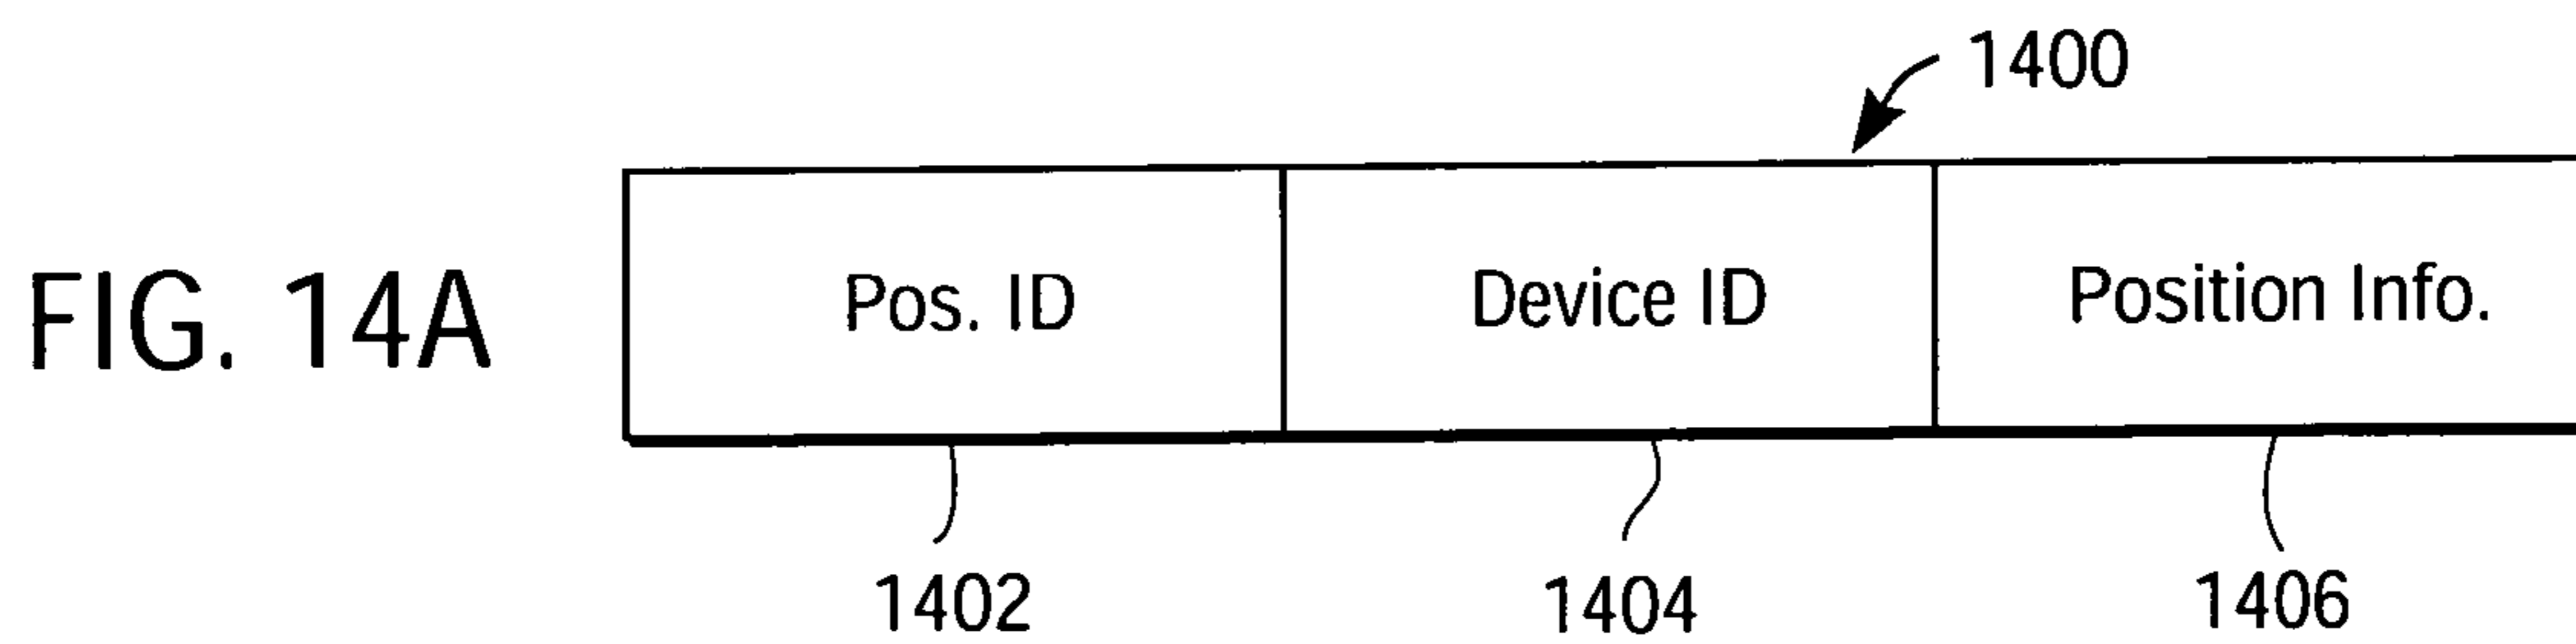 1400
FIG. 14A
Pos. ID
Device ID
Position Info.
1402
1404
1406